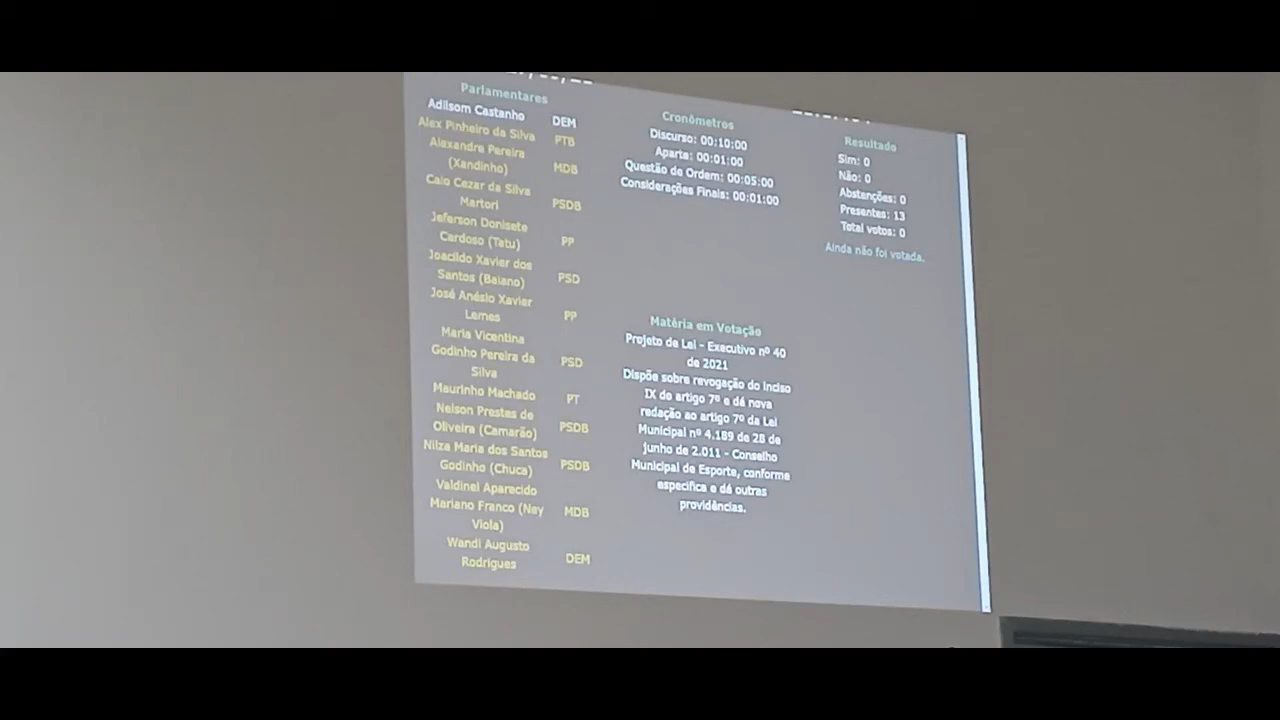 Parlamentares
Adilsom Castanho DEM
Alex Pinheiro da Silva PTB
Alexandre Pereira
(Xandinho) MDB
Caio Cezar da Silva
Martori PSDB
Jeferson Donisete
Cardoso (Tatu) PP
Joacildo Xavier dos
Santos (Baiano) PSD
José Anésio Xavier
Lemes PP
Maria Vicentina
Godinho Pereira da
Silva PSD
Maurinho Machado PT
Nelson Prestes de
Oliveira (Camarão) PSDB
Nilza Maria dos Santos
Godinho (Chuca) PSDB
Valdinei Aparecido
Mariano Franco (Ney
Viola) MDB
Wandi Augusto
Rodrigues DEM
Cronômetros
Discurso: 00:10:00
Aparte: 00:01:00
Questão de Ordem: 00:05:00
Considerações Finais: 00:01:00
Matéria em Votação
Projeto de Lei - Executivo nº 40
de 2021
Dispõe sobre revogação do inciso
IX do artigo 7º e dá nova
redação ao artigo 7º da Lei
Municipal nº 4.189 de 28 de
junho de 2.011 - Conselho
Municipal de Esporte, conforme
especifica e dá outras
providências.
Resultado
Sim: 0
Não: 0
Abstenções: 0
Presentes: 13
Total votos: 0
Ainda não foi votada.